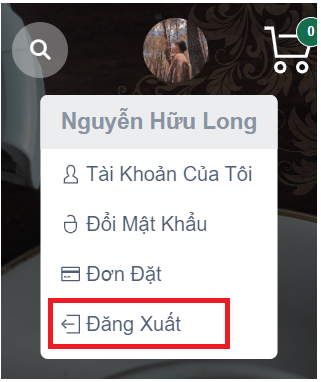 0
Nguyễn Hữu Long
Tài Khoản Của Tôi
Đổi Mật Khẩu
Đơn Đặt
Đăng Xuất